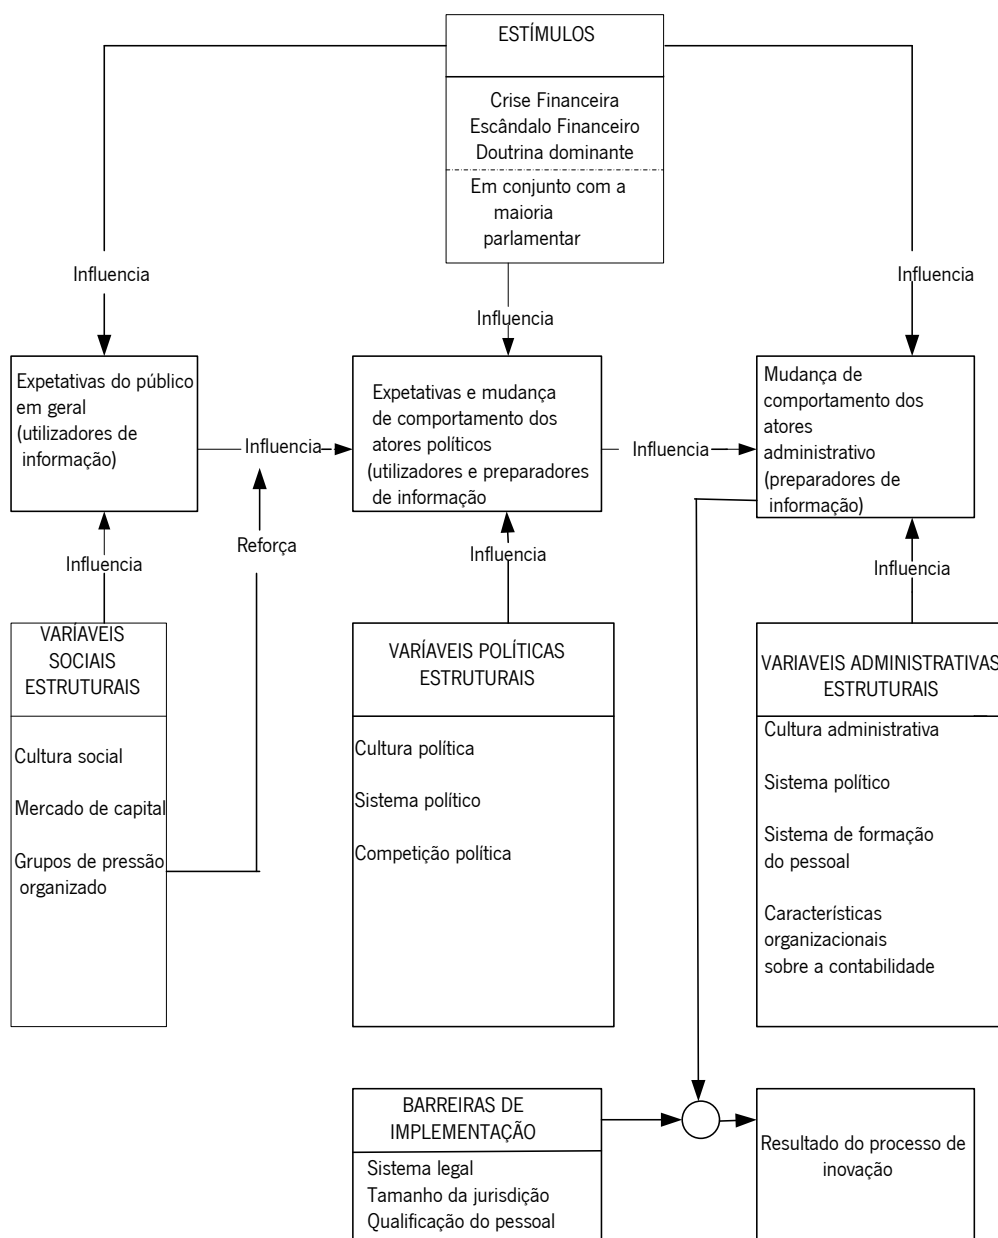 ESTÍMULOS
Crise Financeira
Escândalo Financeiro
Doutrina dominante
Em conjunto com a
maioria
parlamentar
Influencia
Influencia
Influencia
Expetativas do público
em geral
(utilizadores de
informação)
Influencia
Expetativas e mudança
de comportamento dos
atores políticos
(utilizadores e preparadores
de informação
Influencia
Mudança de
comportamento dos
atores
administrativo
(preparadores de
informação)
Influencia
Reforça
Influencia
Influencia
VARÍAVEIS
SOCIAIS
ESTRUTURAIS
Cultura social
Mercado de capital
Grupos de pressão
organizado
VARÍAVEIS POLÍTICAS
ESTRUTURAIS
Cultura política
Sistema político
Competição política
VARIAVEIS ADMINISTRATIVAS
ESTRUTURAIS
Cultura administrativa
Sistema político
Sistema de formação
do pessoal
Características
organizacionais
sobre a contabilidade
BARREIRAS DE
IMPLEMENTAÇÃO
Sistema legal
Tamanho da jurisdição
Qualificação do pessoal
Resultado do processo de
inovação